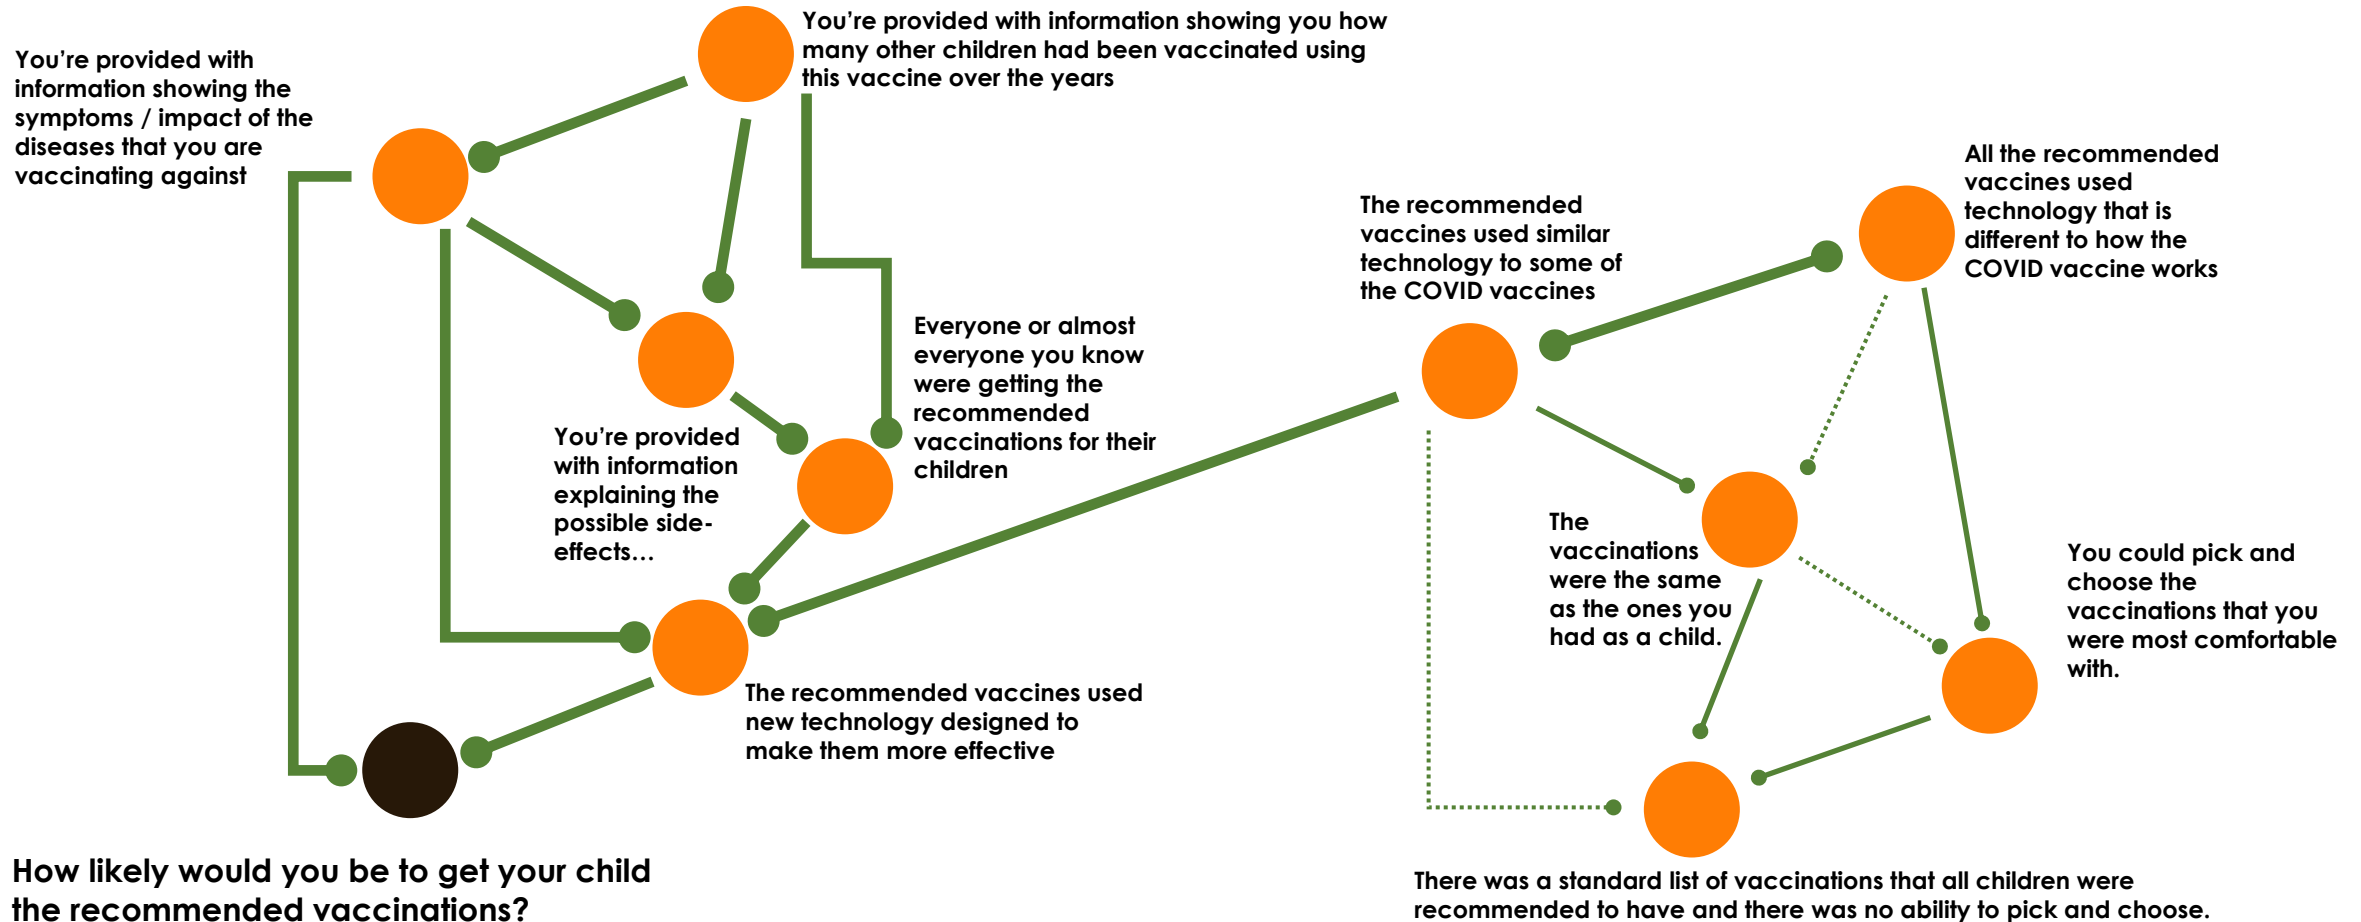 You’re provided with information showing you how
many other children had been vaccinated using
this vaccine over the years
You’re provided with
information showing the
symptoms / impact of the
diseases that you are
vaccinating against
All the recommended
vaccines used
technology that is
different to how the
COVID vaccine works
The recommended
vaccines used similar
technology to some of
the COVID vaccines
Everyone or almost
everyone you know
were getting the
recommended
vaccinations for their
children
You’re provided
with information
explaining the
possible side-
effects…
The
vaccinations
were the same
as the ones you
had as a child.
You could pick and
choose the
vaccinations that you
were most comfortable
with.
The recommended vaccines used
new technology designed to
make them more effective
How likely would you be to get your child
the recommended vaccinations?
There was a standard list of vaccinations that all children were
recommended to have and there was no ability to pick and choose.